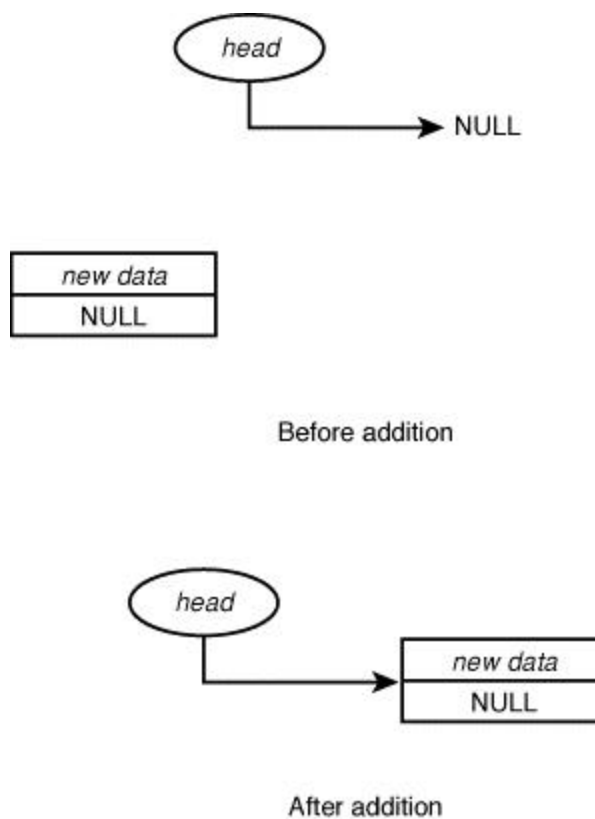 head
NULL
new data
NULL
Before addition
head
new data
NULL
After addition